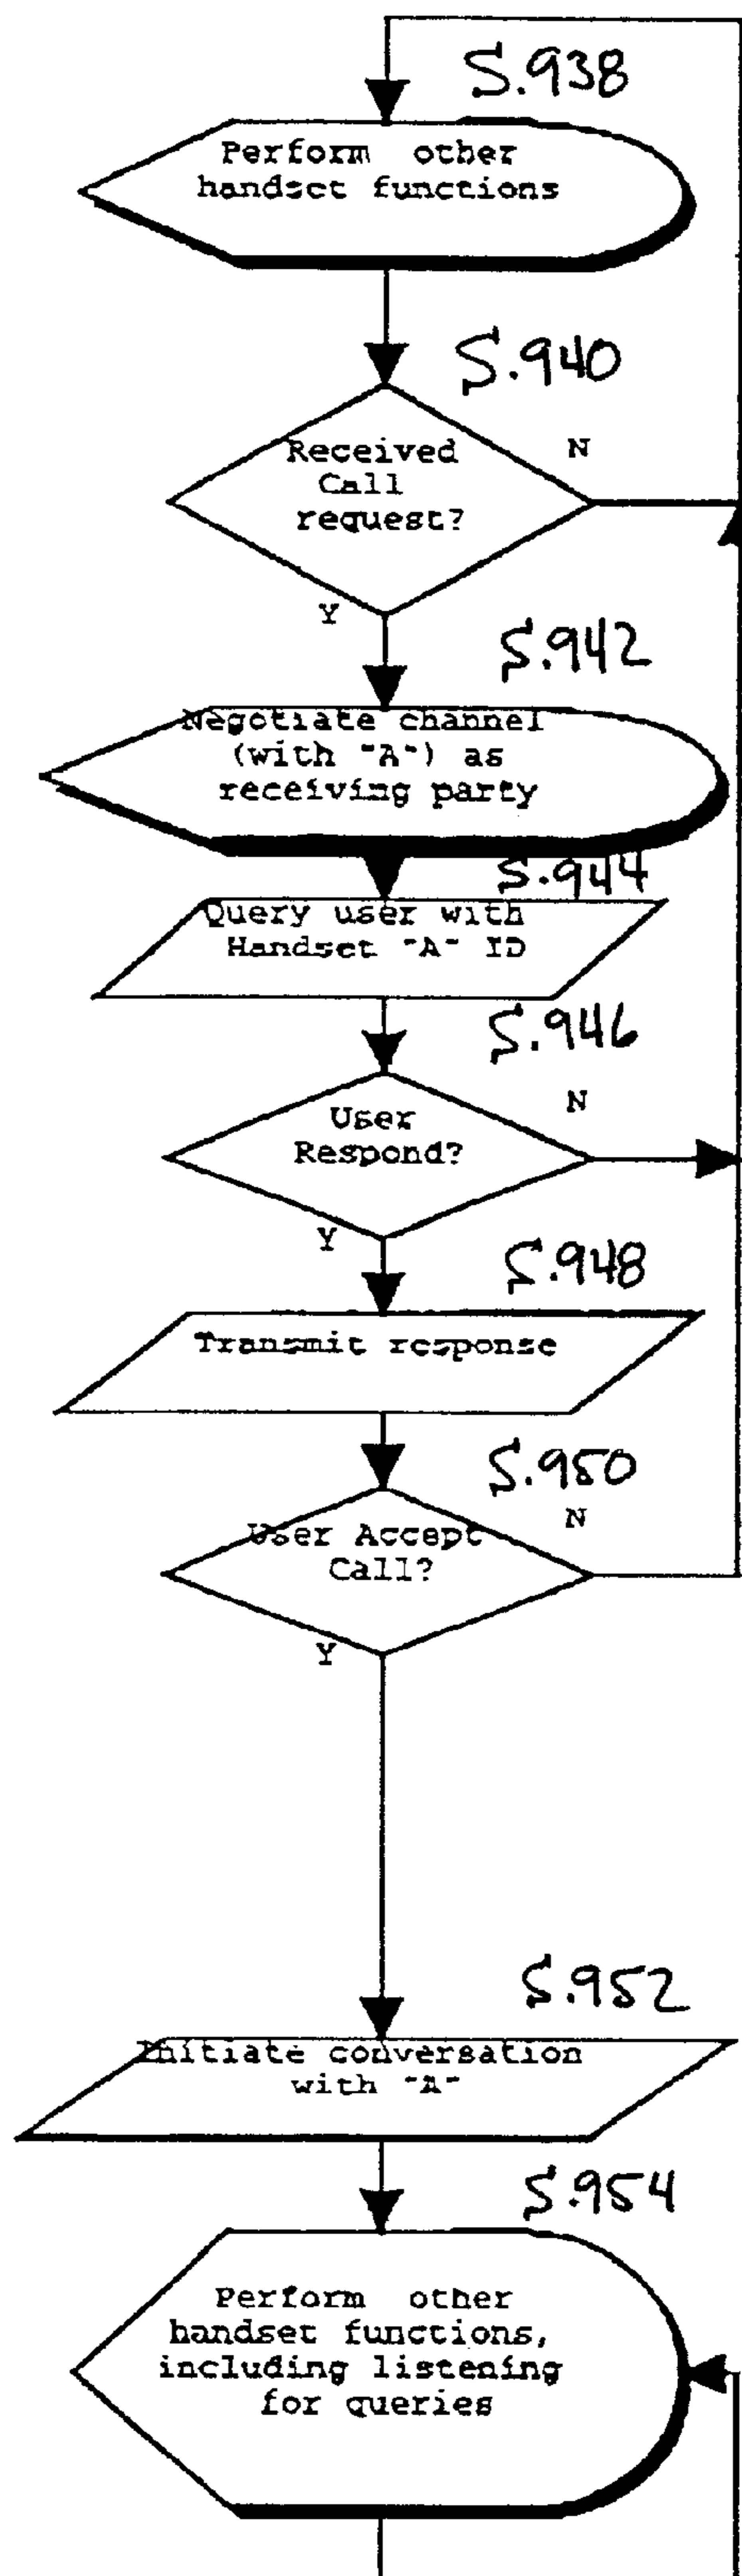 S.938
Perform other
handset functions
S.940
Received
Call
request?
N
Y
S.942
Negotiate channel
(with "A") as
receiving party
S.944
Query user with
Handset "A" ID
S.946
User
Respond?
N
Y
S.948
Transmit response
S.950
User Accept
Call?
N
Y
S.952
Initiate conversation
with "A"
S.954
Perform other
handset functions,
including listening
for queries